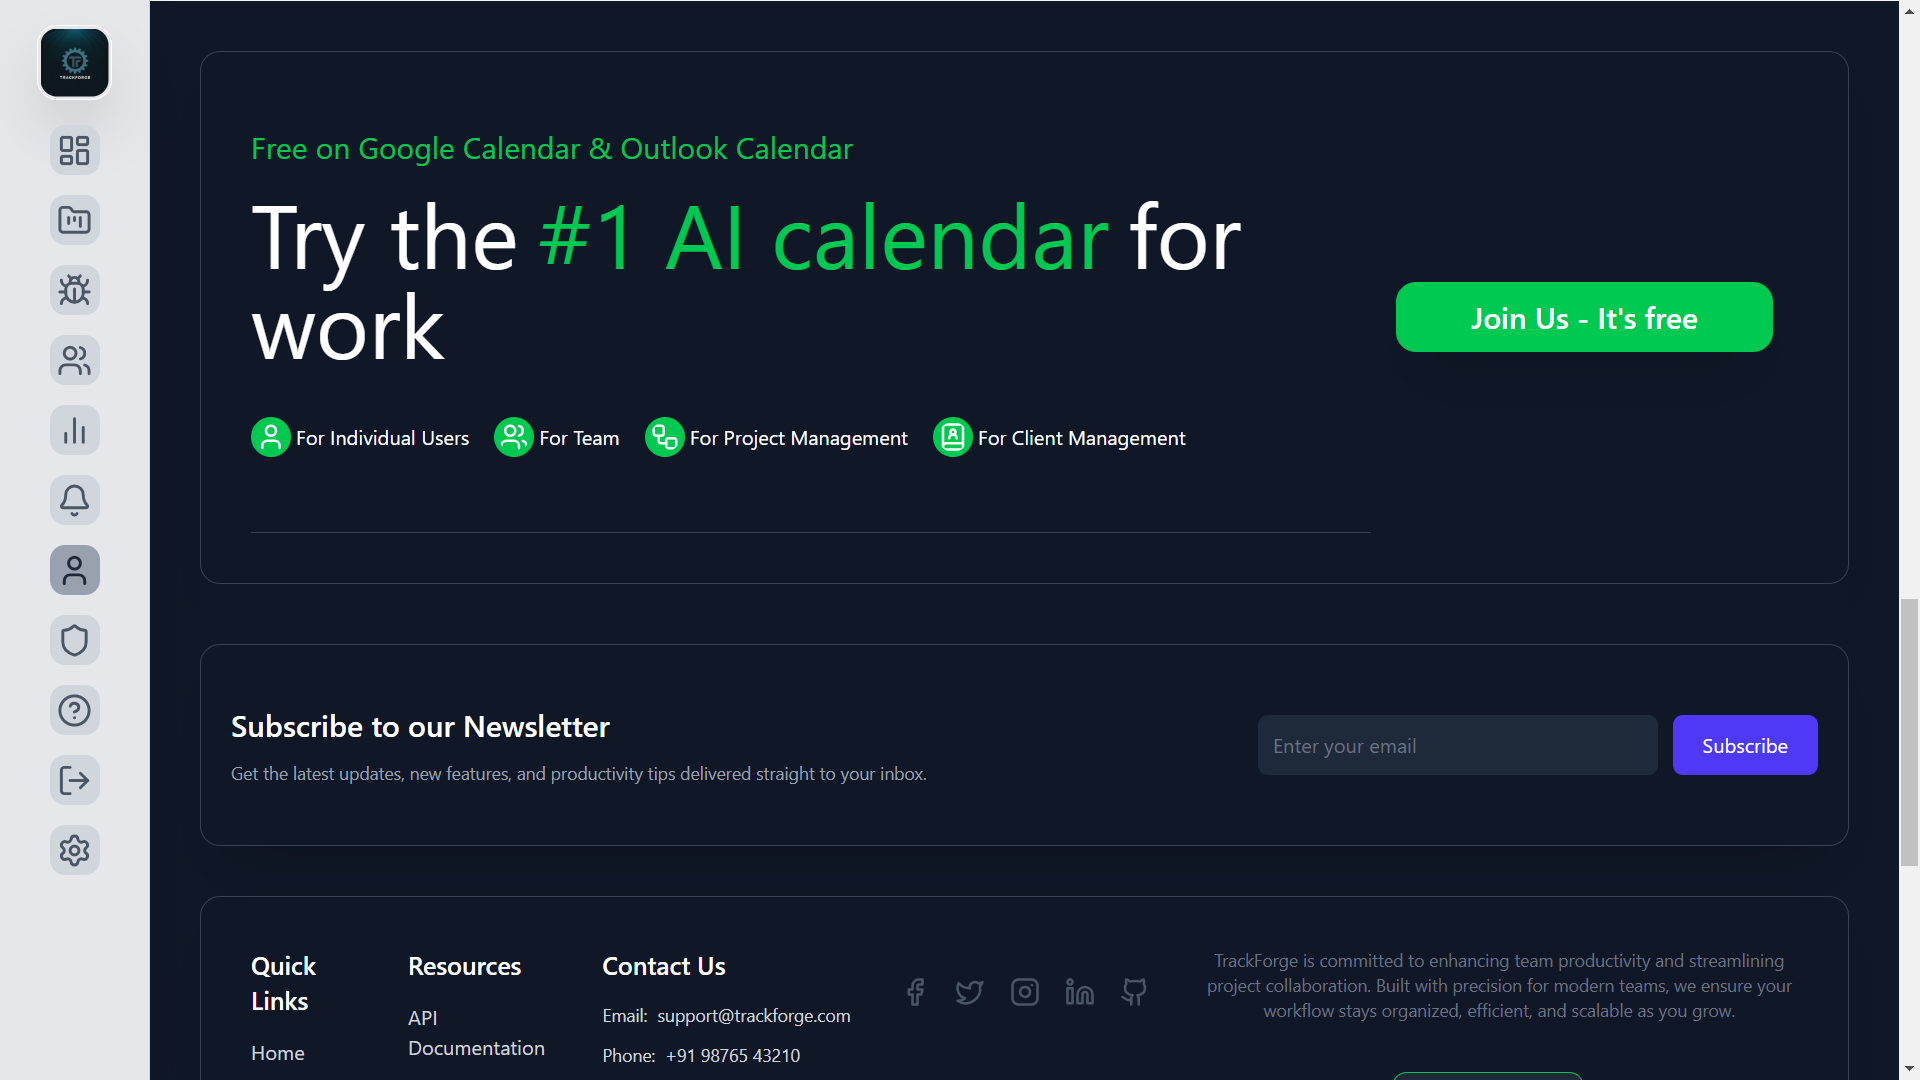 TF
TRACKFORGE
Free on Google Calendar & Outlook Calendar
Try the #1 AI calendar for
work
Join Us - It's free
For Individual Users
For Team
For Project Management
For Client Management
Subscribe to our Newsletter
Get the latest updates, new features, and productivity tips delivered straight to your inbox.
Enter your email
Subscribe
Quick
Links
Home
Resources
API
Documentation
Contact Us
Email: support@trackforge.com
Phone: +91 98765 43210
TrackForge is committed to enhancing team productivity and streamlining
project collaboration. Built with precision for modern teams, we ensure your
workflow stays organized, efficient, and scalable as you grow.